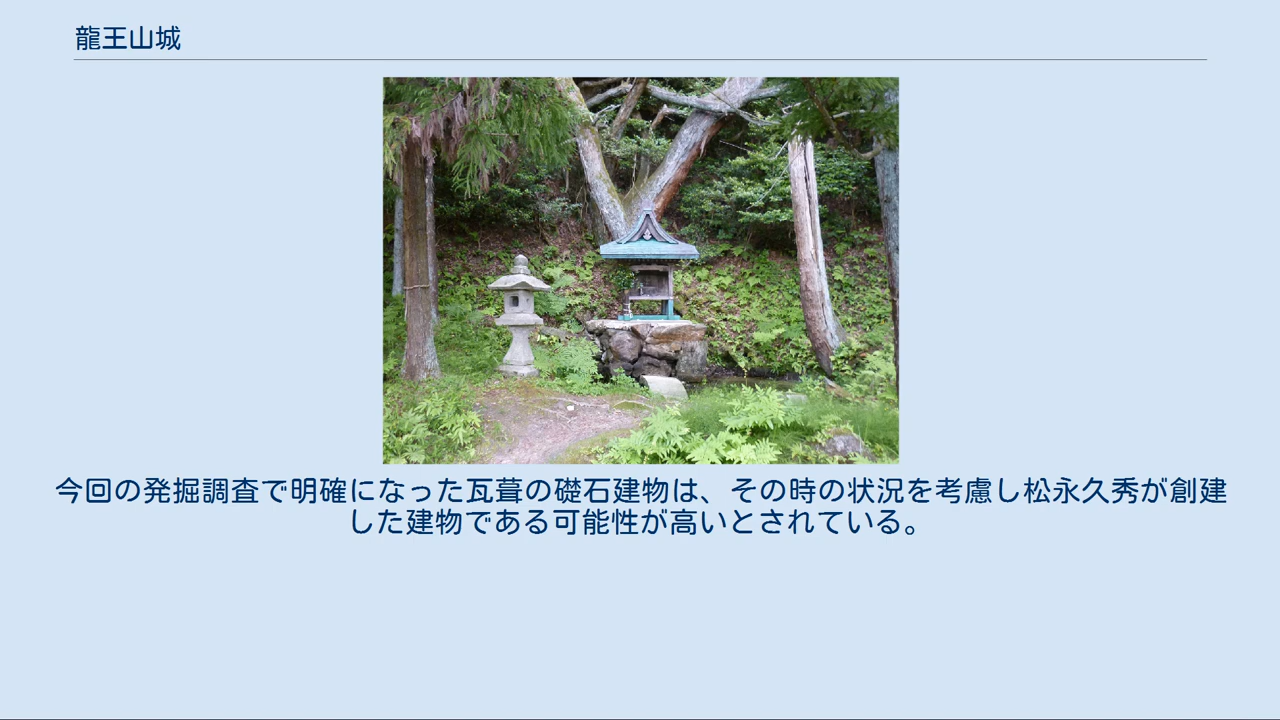 龍王山城
今回の発掘調査で明確になった瓦葺の礎石建物は、その時の状況を考慮し松永久秀が創建
した建物である可能性が高いとされている。